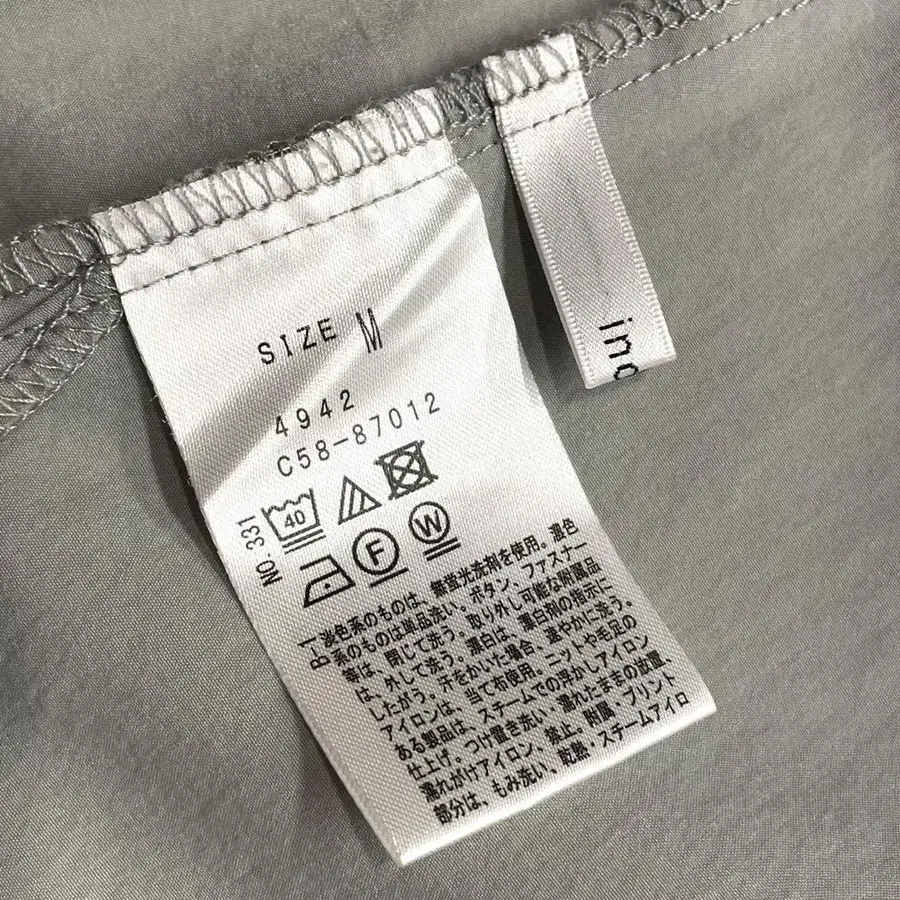 SIZE M
4942
C58-87012
NO.331
40
F
W
B-1 淡色系のものは、無蛍光洗剤を使用。濃色
系のものは単品洗い。ボタン、ファスナー
等は、閉じて洗う。取り外し可能な附属品
は、外して洗う。漂白は、漂白剤の指示に
したがう。汗をかいた場合、速やかに洗う。
アイロンは、当て布使用。ニットや毛足の
ある製品は、スチームでの浮かしアイロン
仕上げ。つけ置き洗い・濡れたままの放置、
濡れがけアイロン、禁止。附属・プリント
部分は、もみ洗い、乾熱・スチームアイロ